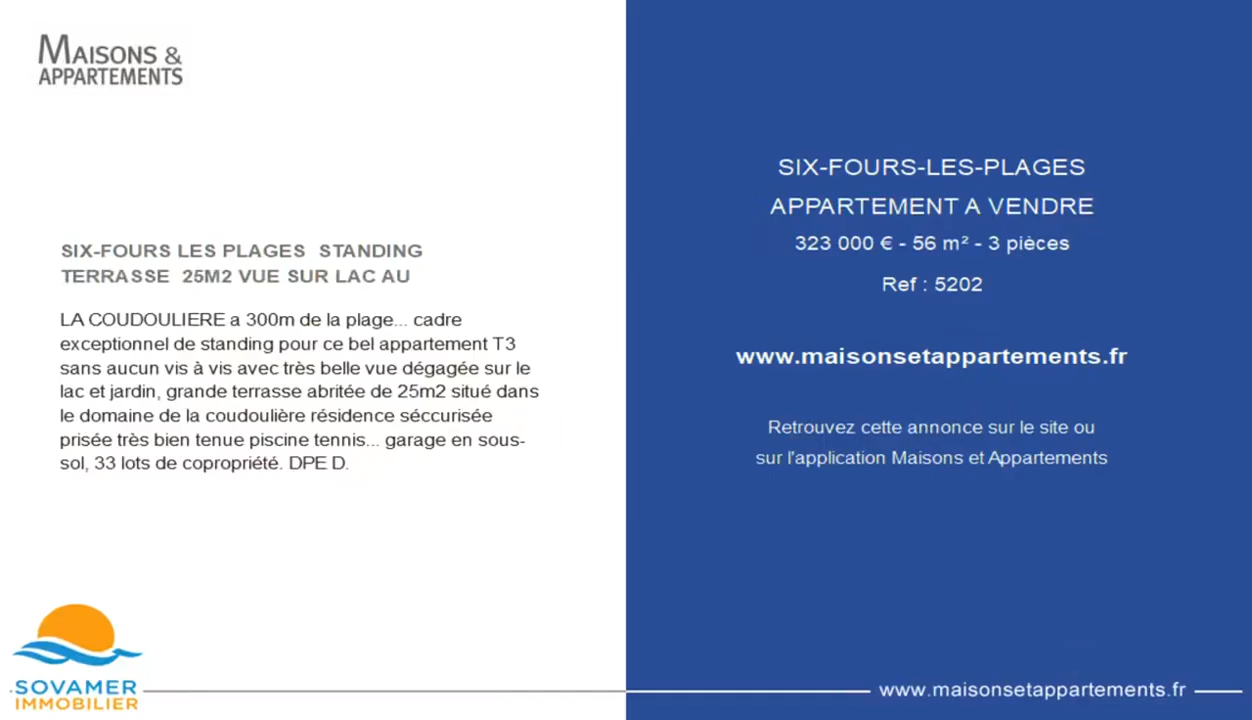 MAISONS &
APPARTEMENTS
SIX-FOURS LES PLAGES STANDING
TERRASSE 25M2 VUE SUR LAC AU
LA COUDOULIERE a 300m de la plage... cadre
exceptionnel de standing pour ce bel appartement T3
sans aucun vis à vis avec très belle vue dégagée sur le
lac et jardin, grande terrasse abritée de 25m2 situé dans
le domaine de la coudoulière résidence séccurisée
prisée très bien tenue piscine tennis... garage en sous-
sol, 33 lots de copropriété. DPE D.
SOVAMER
IMMOBILIER
SIX-FOURS-LES-PLAGES
APPARTEMENT A VENDRE
323 000 € - 56 m² - 3 pièces
Ref : 5202
www.maisonsetappartements.fr
Retrouvez cette annonce sur le site ou
sur l'application Maisons et Appartements
www.maisonsetappartements.fr